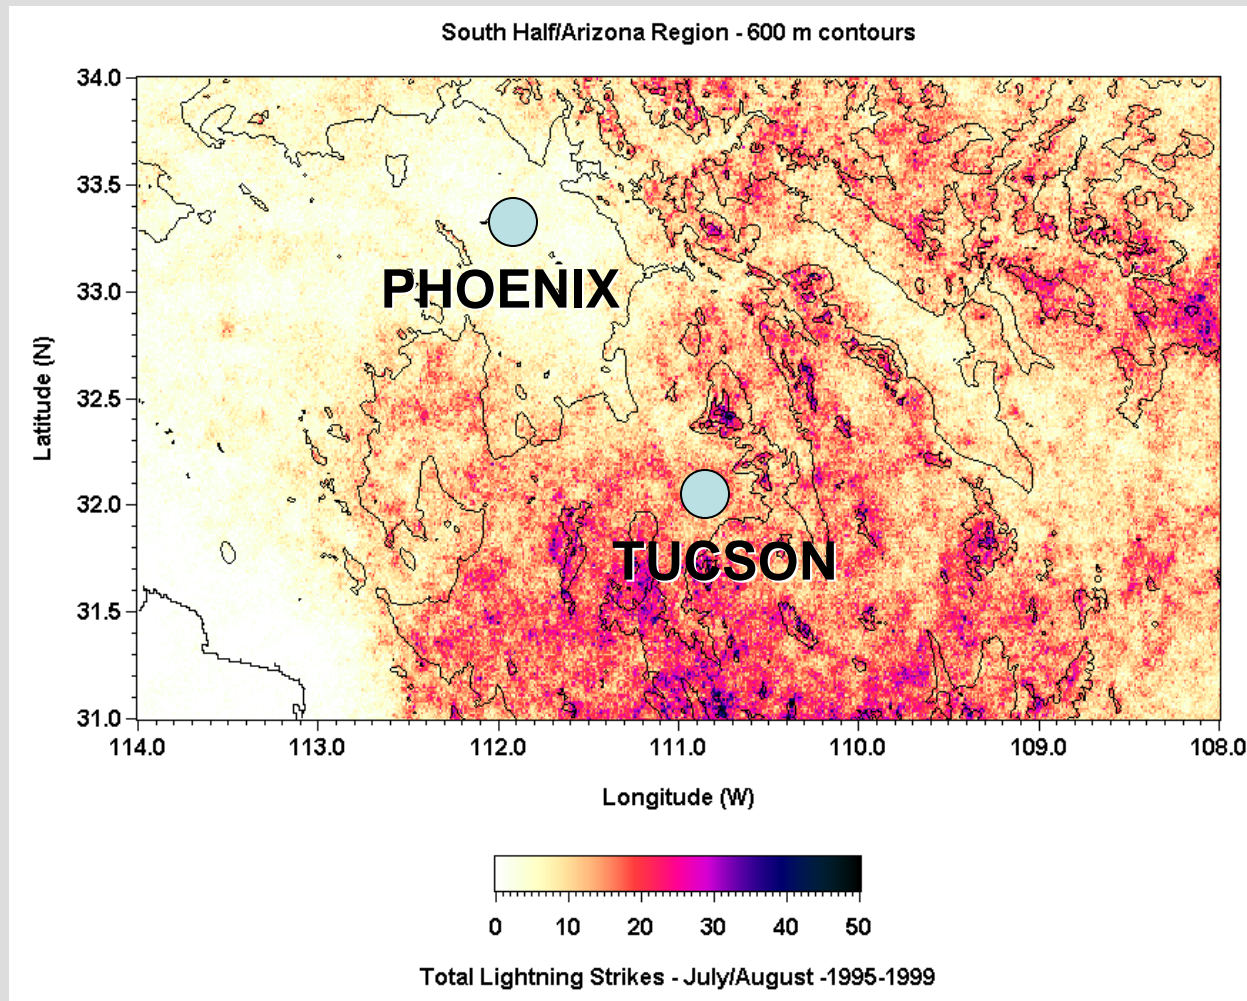 South Half/Arizona Region - 600 m contours
34.0
33.5
33.0
32.5
32.0
31.5
31.0
Latitude (N)
PHOENIX
TUCSON
114.0 113.0 112.0 111.0 110.0 109.0 108.0
Longitude (W)
0 10 20 30 40 50
Total Lightning Strikes - July/August -1995-1999